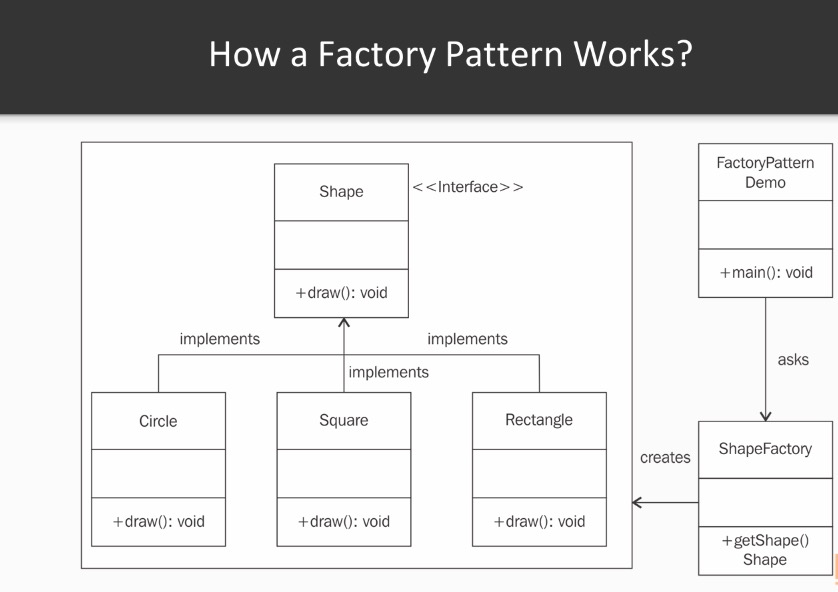 How a Factory Pattern Works?
Shape
<<Interface>>
+draw(): void
implements
implements
implements
Circle
+draw(): void
Square
+draw(): void
Rectangle
+draw(): void
FactoryPattern
Demo
+main(): void
asks
creates
ShapeFactory
+getShape()
Shape